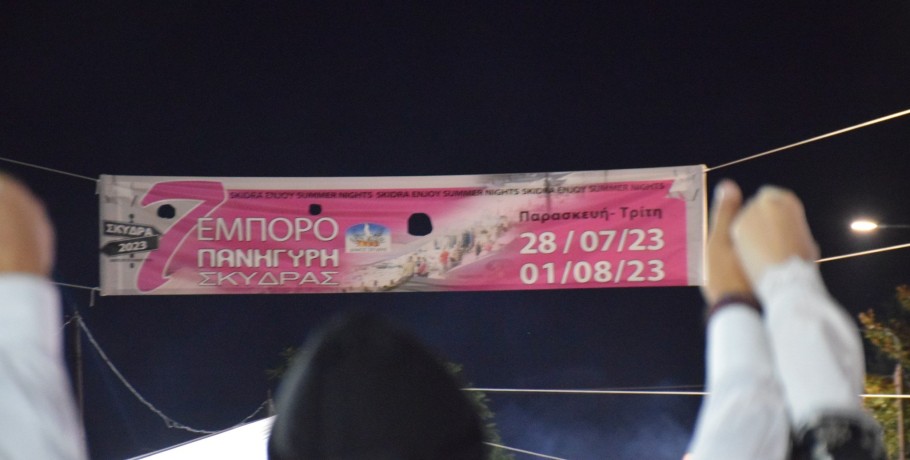 SKIDRA ENJOY SUMMER NIGHTS SKIDRA ENJOY SUMMER NIGHTS SKIDRA ENJOY SUMMER NIGHTS
ΣΚΥΔΡΑ
2023
7
ΕΜΠΟΡΟ
ΠΑΝΗΓΥΡΗ
ΣΚΥΔΡΑΣ
Παρασκευή- Τρίτη
28/07/23
01/08/23